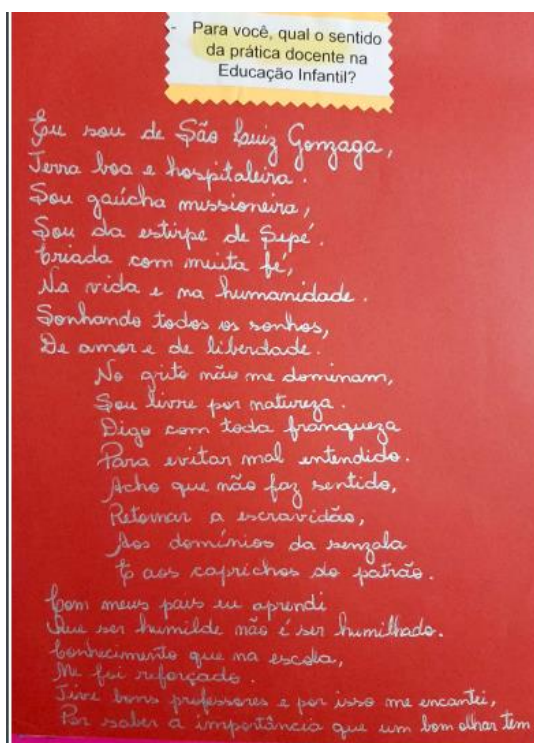 - Para você, qual o sentido
da prática docente na
Educação Infantil?
Eu sou de São Luiz Gonzaga,
Terra boa e hospitaleira.
Sou gaúcha missioneira,
Sou da estirpe de Sepé.
Criada com muita fé,
Na vida e na humanidade.
Sonhando todos os sonhos,
De amor e de liberdade.
No grito não me dominam,
Sou livre por natureza.
Digo com toda franqueza
Para evitar mal entendido.
Acho que não faz sentido,
Retornar a escravidão,
Aos domínios da senzala
E aos caprichos do patrão.
Com meus pais eu aprendi
Que ser humilde não é ser humilhado.
Conhecimento que na escola,
Me foi reforçado.
Tive bons professores e por isso me encantei,
Por saber a importância que um bom olhar tem